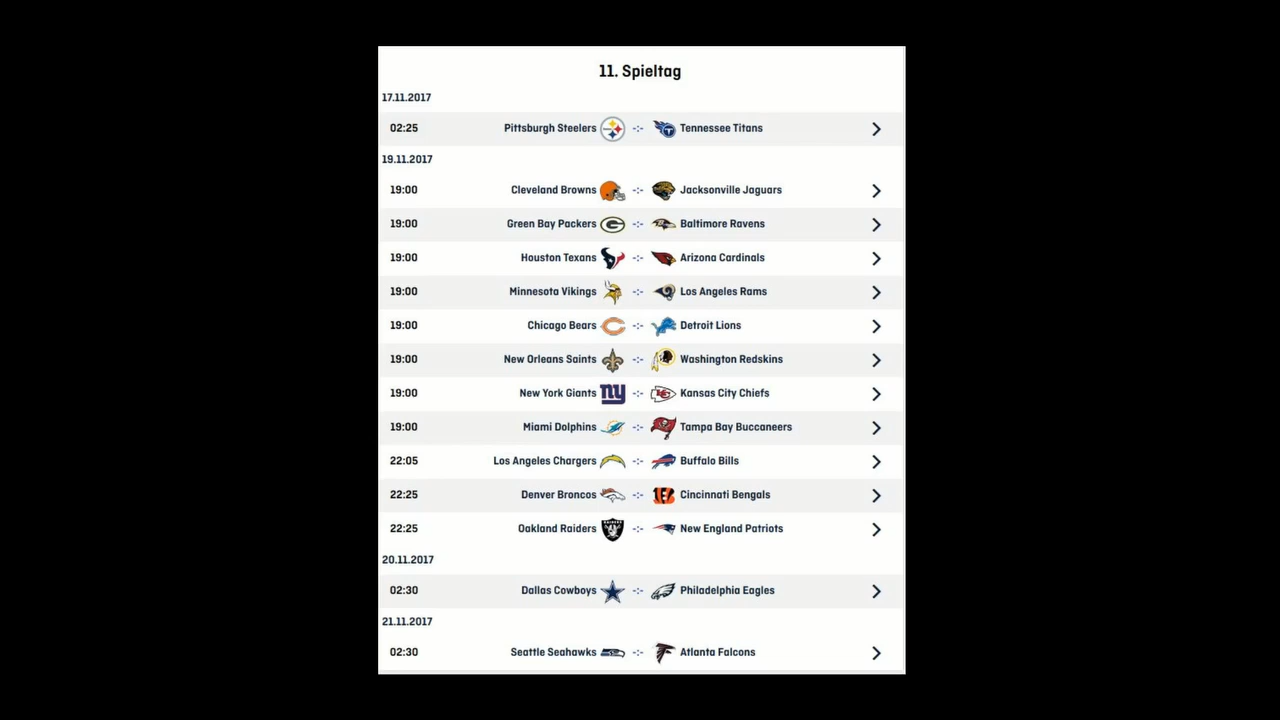 11. Spieltag
17.11.2017
02:25 Pittsburgh Steelers -:- Tennessee Titans
19.11.2017
19:00 Cleveland Browns -:- Jacksonville Jaguars
19:00 Green Bay Packers -:- Baltimore Ravens
19:00 Houston Texans -:- Arizona Cardinals
19:00 Minnesota Vikings -:- Los Angeles Rams
19:00 Chicago Bears -:- Detroit Lions
19:00 New Orleans Saints -:- Washington Redskins
19:00 New York Giants ny -:- Kansas City Chiefs
19:00 Miami Dolphins -:- Tampa Bay Buccaneers
22:05 Los Angeles Chargers -:- Buffalo Bills
22:25 Denver Broncos -:- Cincinnati Bengals
22:25 Oakland Raiders -:- New England Patriots
20.11.2017
02:30 Dallas Cowboys -:- Philadelphia Eagles
21.11.2017
02:30 Seattle Seahawks -:- Atlanta Falcons